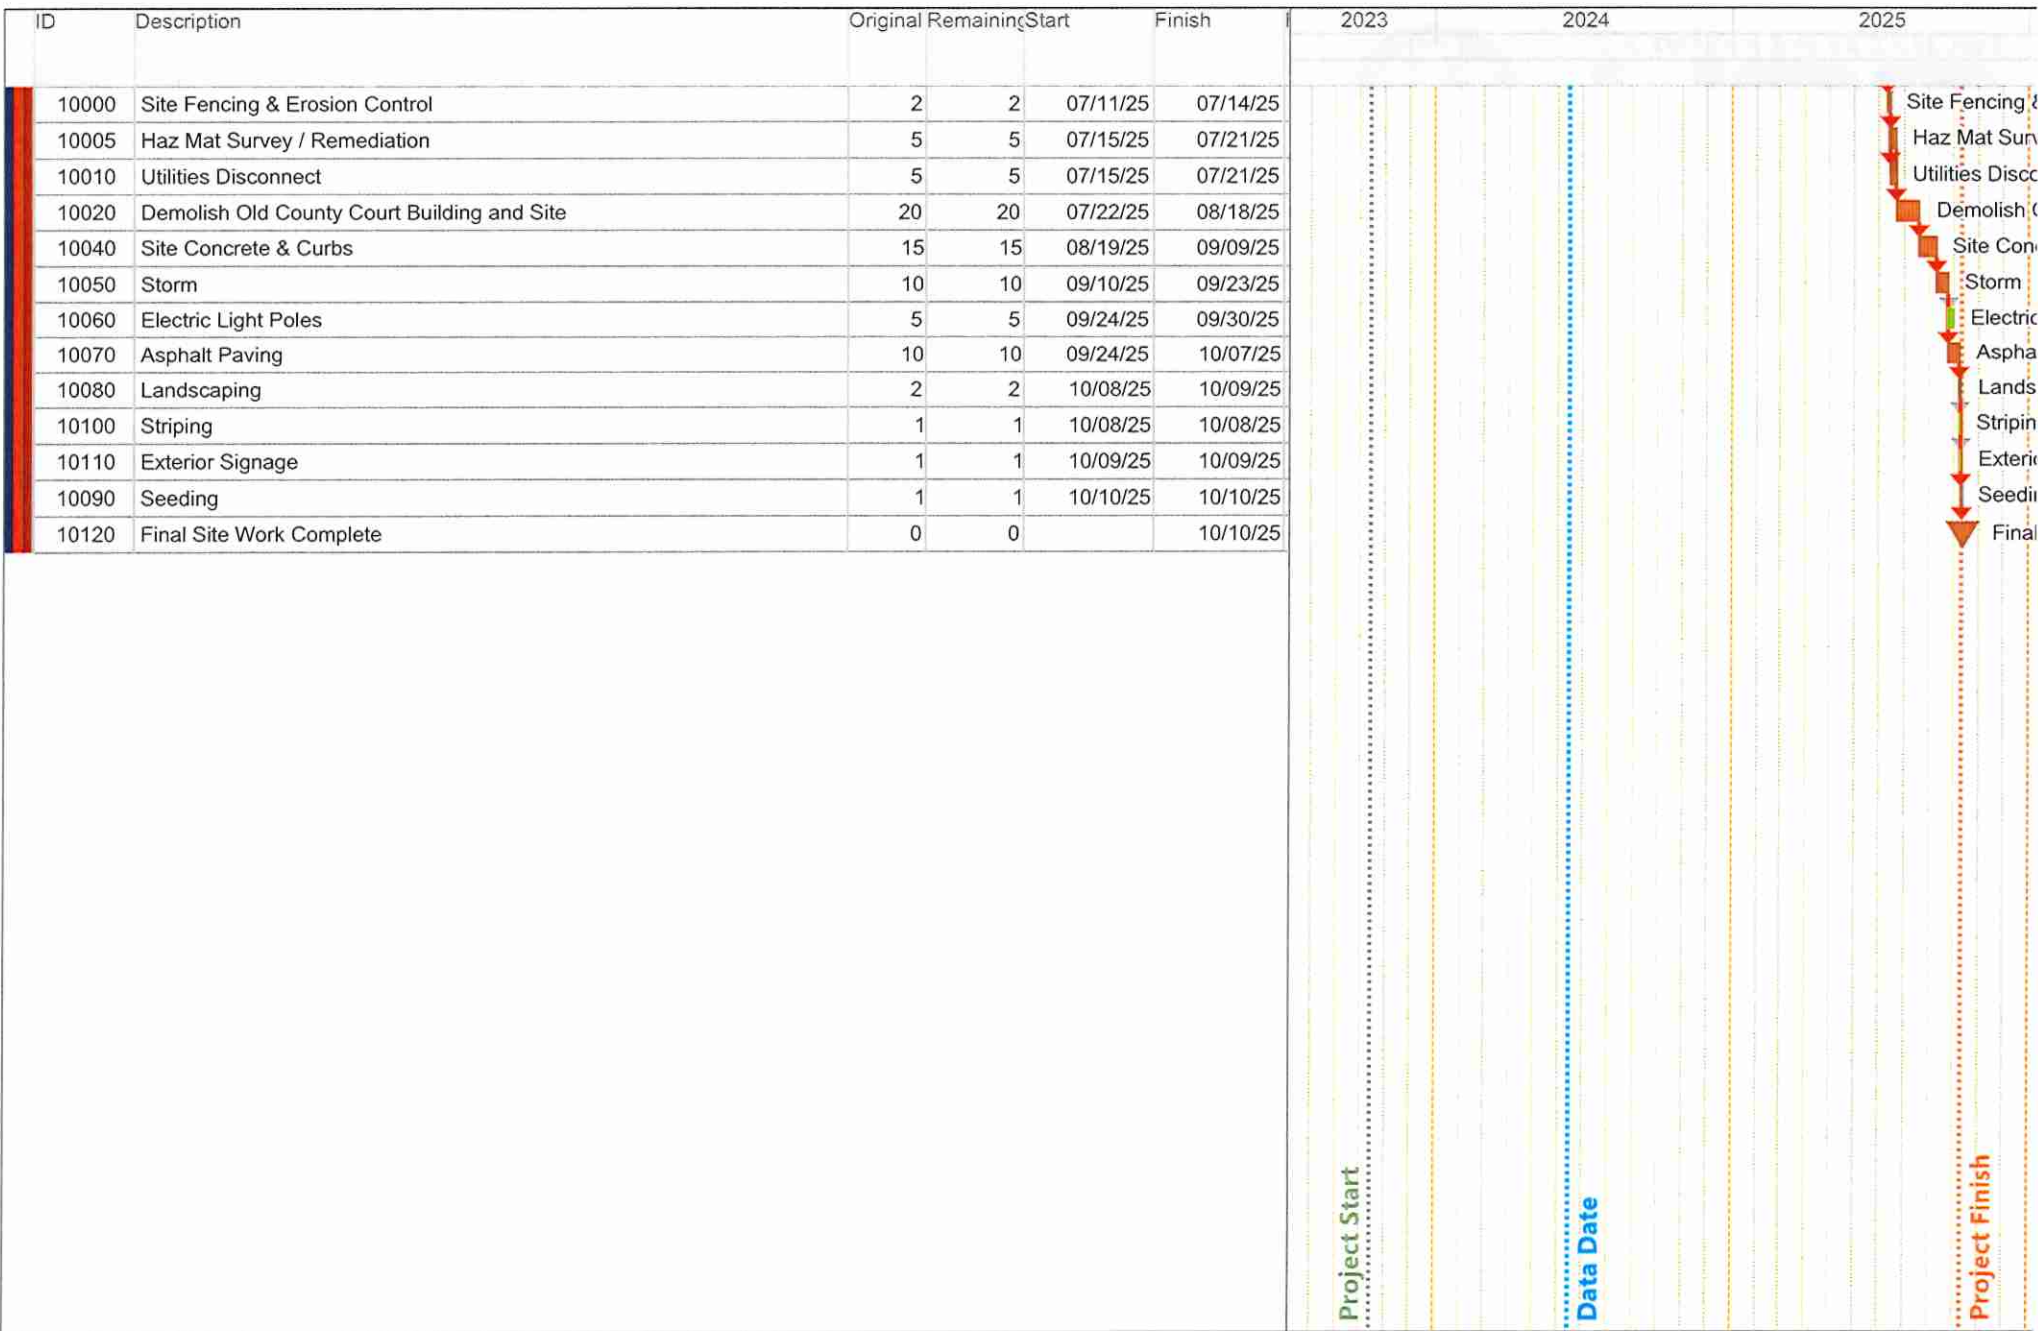 ID Description Original Remaining Start Finish 2023 2024 2025
10000 Site Fencing & Erosion Control 2 2 07/11/25 07/14/25 Site Fencing &
10005 Haz Mat Survey / Remediation 5 5 07/15/25 07/21/25 Haz Mat Surv
10010 Utilities Disconnect 5 5 07/15/25 07/21/25 Utilities Disco
10020 Demolish Old County Court Building and Site 20 20 07/22/25 08/18/25 Demolish
10040 Site Concrete & Curbs 15 15 08/19/25 09/09/25 Site Con
10050 Storm 10 10 09/10/25 09/23/25 Storm
10060 Electric Light Poles 5 5 09/24/25 09/30/25 Electric
10070 Asphalt Paving 10 10 09/24/25 10/07/25 Aspha
10080 Landscaping 2 2 10/08/25 10/09/25 Lands
10100 Striping 1 1 10/08/25 10/08/25 Stripin
10110 Exterior Signage 1 1 10/09/25 10/09/25 Exteri
10090 Seeding 1 1 10/10/25 10/10/25 Seedi
10120 Final Site Work Complete 0 0 10/10/25 Final
Project Start
Data Date
Project Finish